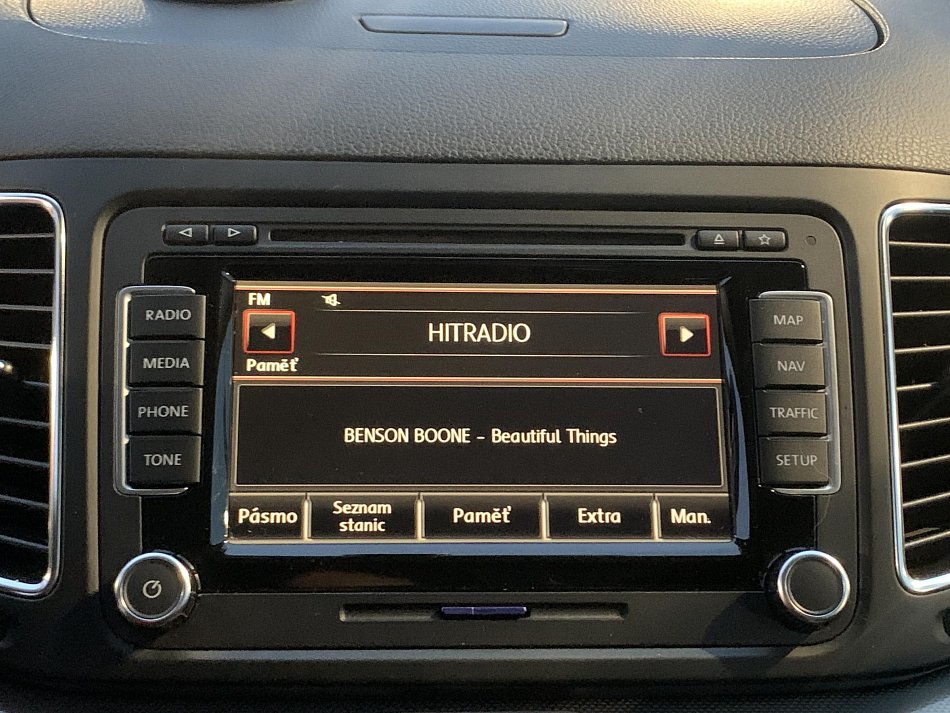 FM
HITRADIO
Paměť
BENSON BOONE - Beautiful Things
Pásmo
Seznam
stanic
Paměť
Extra
Man.
RADIO
MEDIA
PHONE
TONE
MAP
NAV
TRAFFIC
SETUP